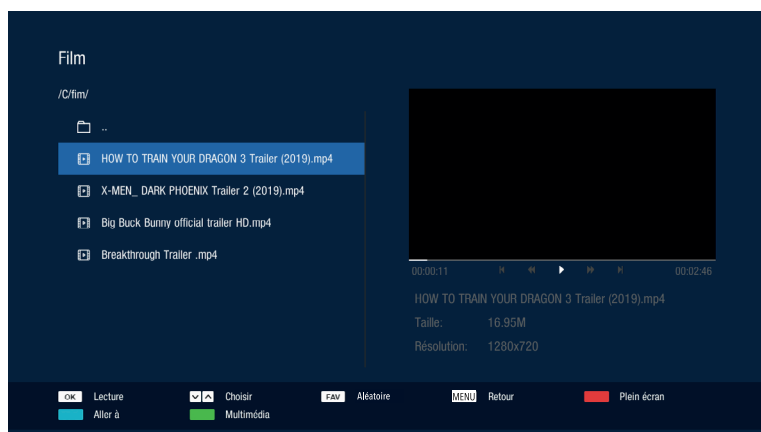 Film
/C/fim/
..
HOW TO TRAIN YOUR DRAGON 3 Trailer (2019).mp4
X-MEN_ DARK PHOENIX Trailer 2 (2019).mp4
Big Buck Bunny official trailer HD.mp4
Breakthrough Trailer .mp4
00:00:11 00:02:46
HOW TO TRAIN YOUR DRAGON 3 Trailer (2019).mp4
Taille: 16.95M
Résolution: 1280x720
OK Lecture Choisir FAV Aléatoire MENU Retour Plein écran
Aller à Multimédia